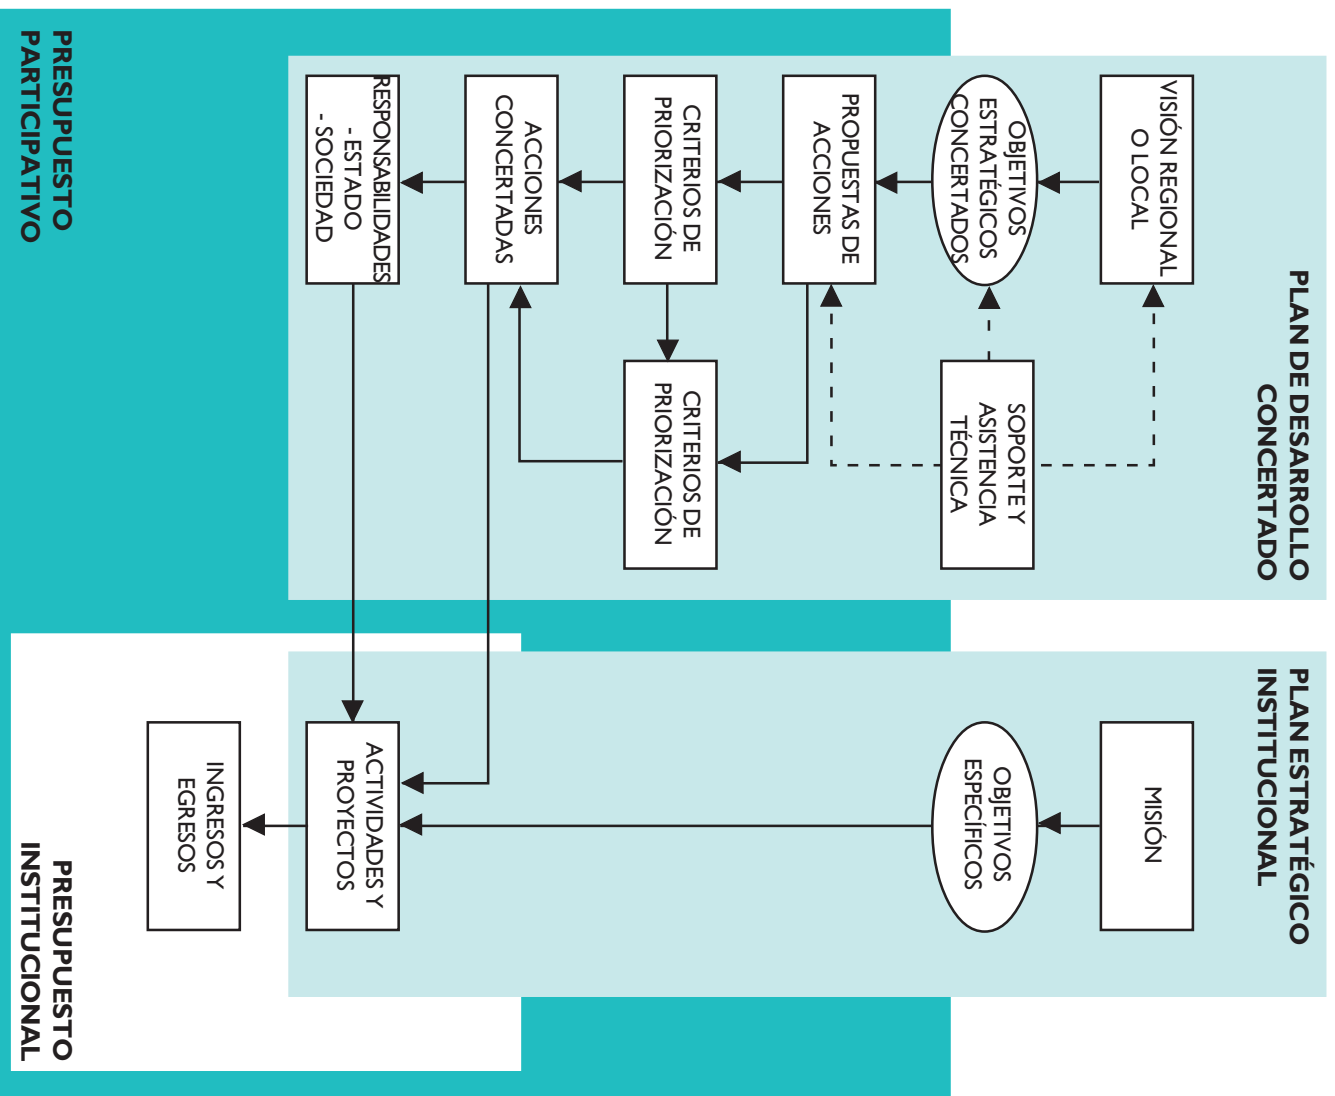 PLAN DE DESARROLLO
CONCERTADO
PLAN ESTRATÉGICO
INSTITUCIONAL
VISIÓN REGIONAL
O LOCAL
MISIÓN
OBJETIVOS
ESTRATÉGICOS
CONCERTADOS
SOPORTE Y
ASISTENCIA
TÉCNICA
OBJETIVOS
ESPECÍFICOS
PROPUESTAS DE
ACCIONES
CRITERIOS DE
PRIORIZACIÓN
CRITERIOS DE
PRIORIZACIÓN
ACCIONES
CONCERTADAS
RESPONSABILIDADES
- ESTADO
- SOCIEDAD
ACTIVIDADES Y
PROYECTOS
INGRESOS Y
EGRESOS
PRESUPUESTO
PARTICIPATIVO
PRESUPUESTO
INSTITUCIONAL